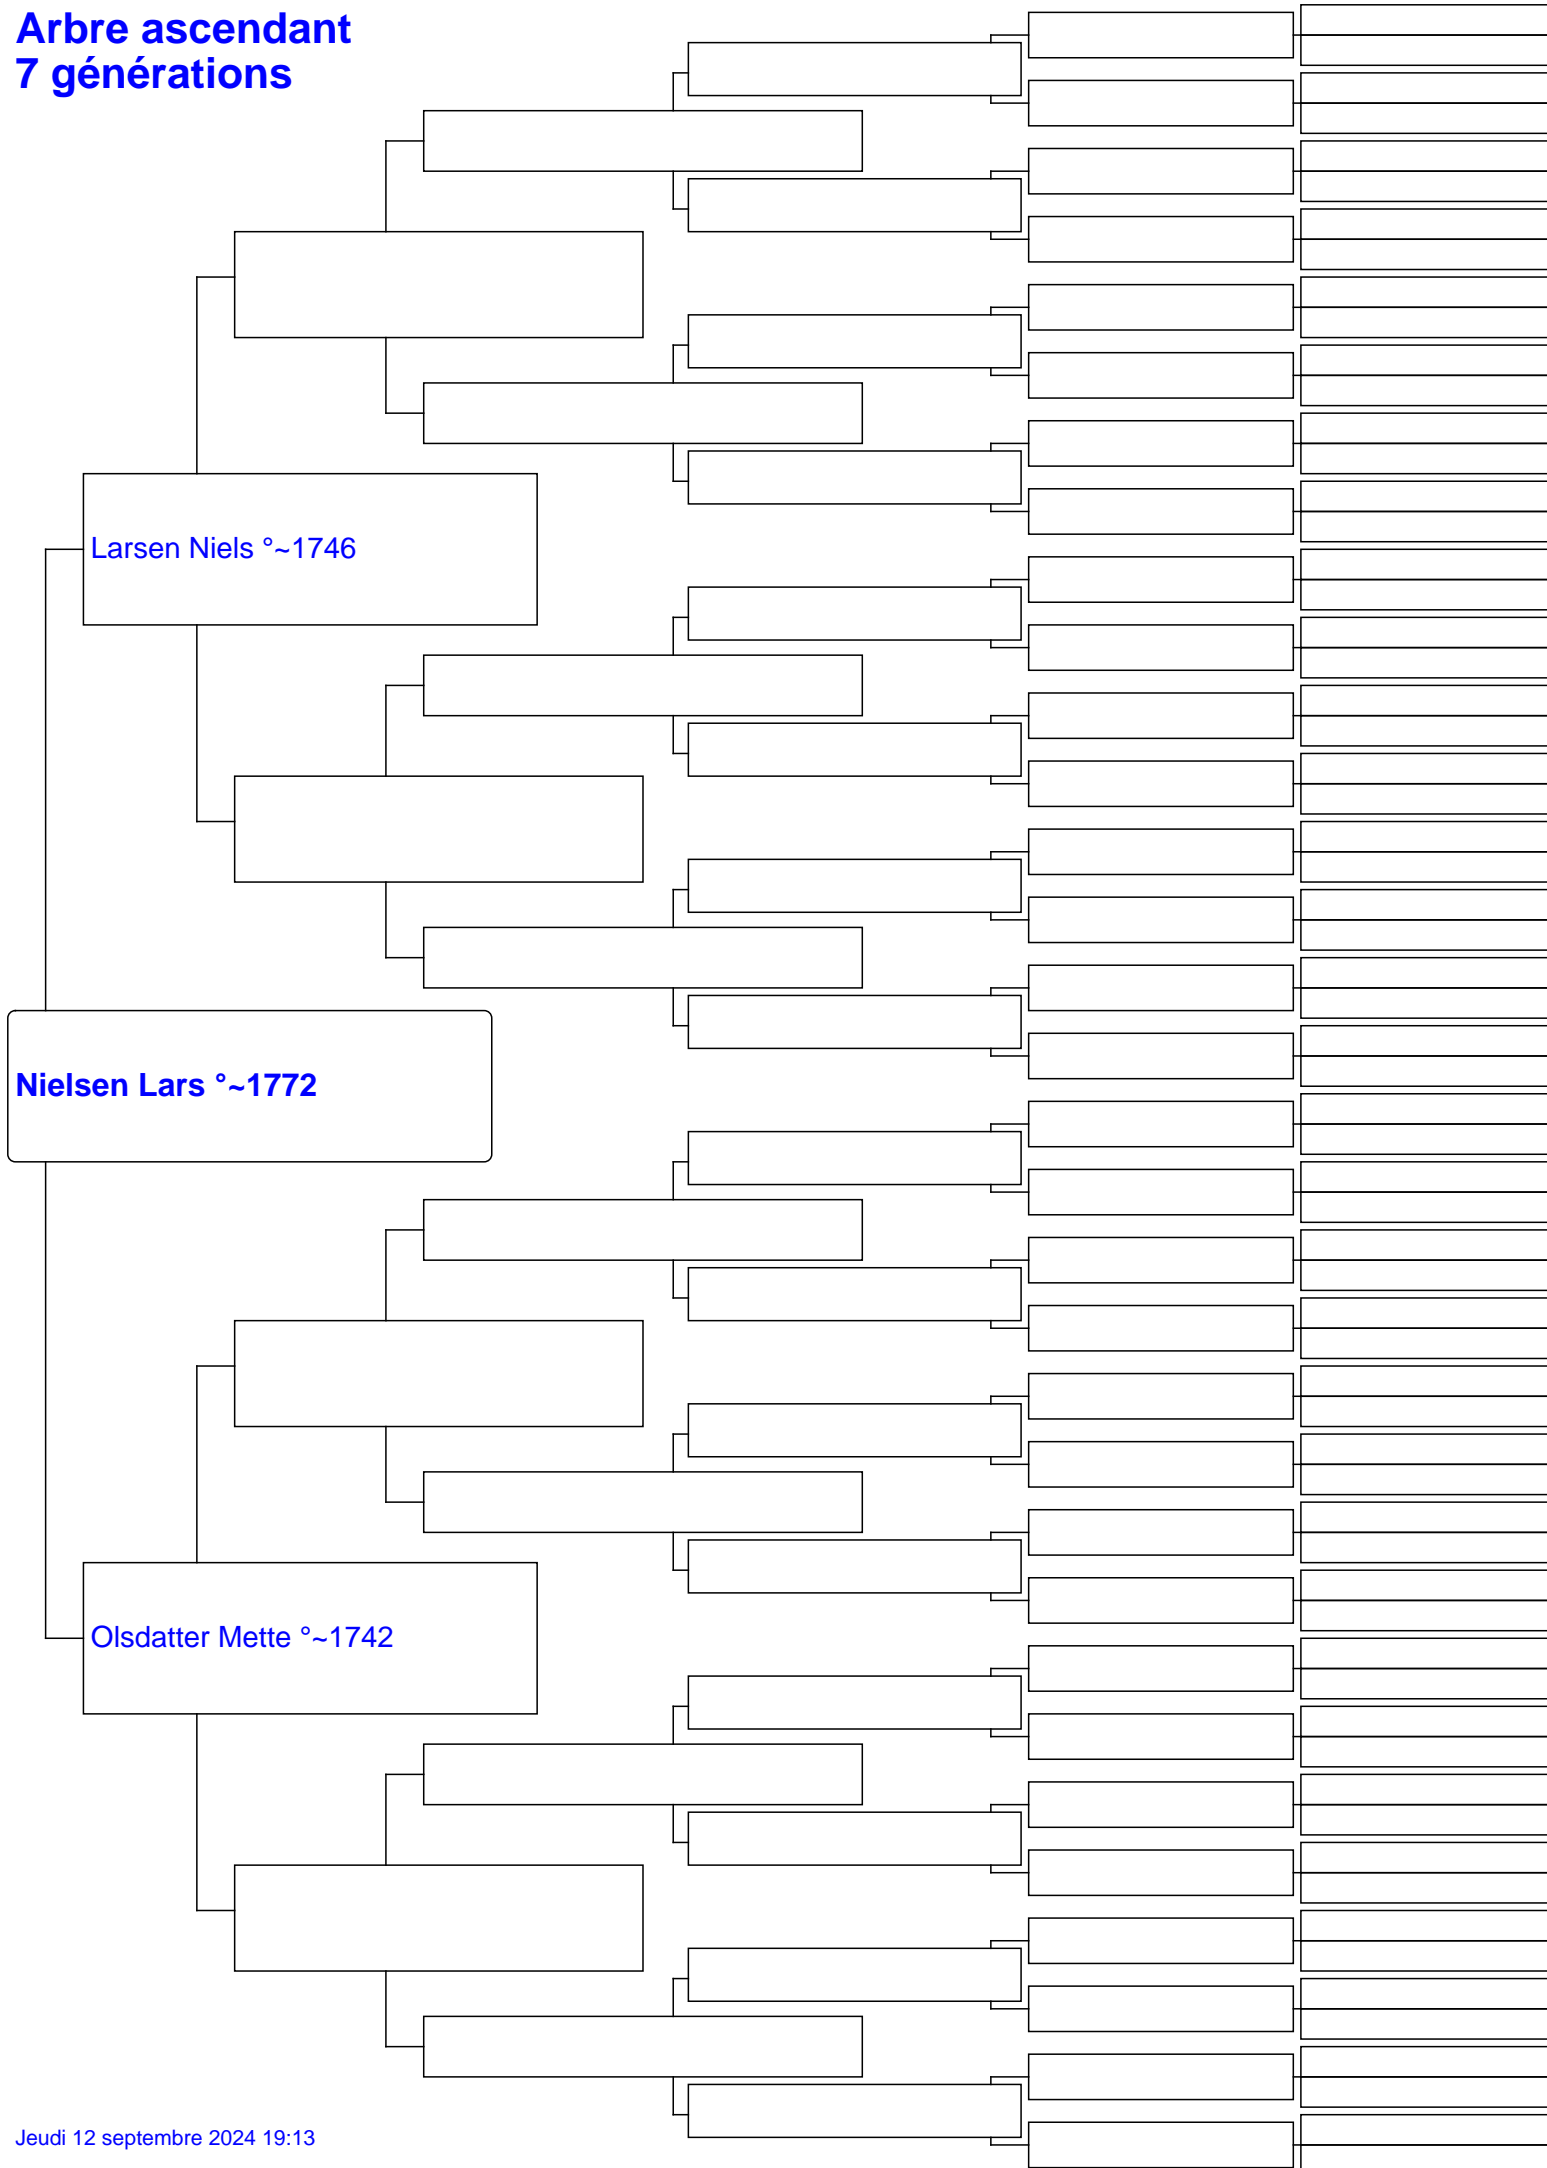 Arbre ascendant
7 générations
Larsen Niels °~1746
Nielsen Lars °~1772
Olsdatter Mette °~1742
Jeudi 12 septembre 2024 19:13